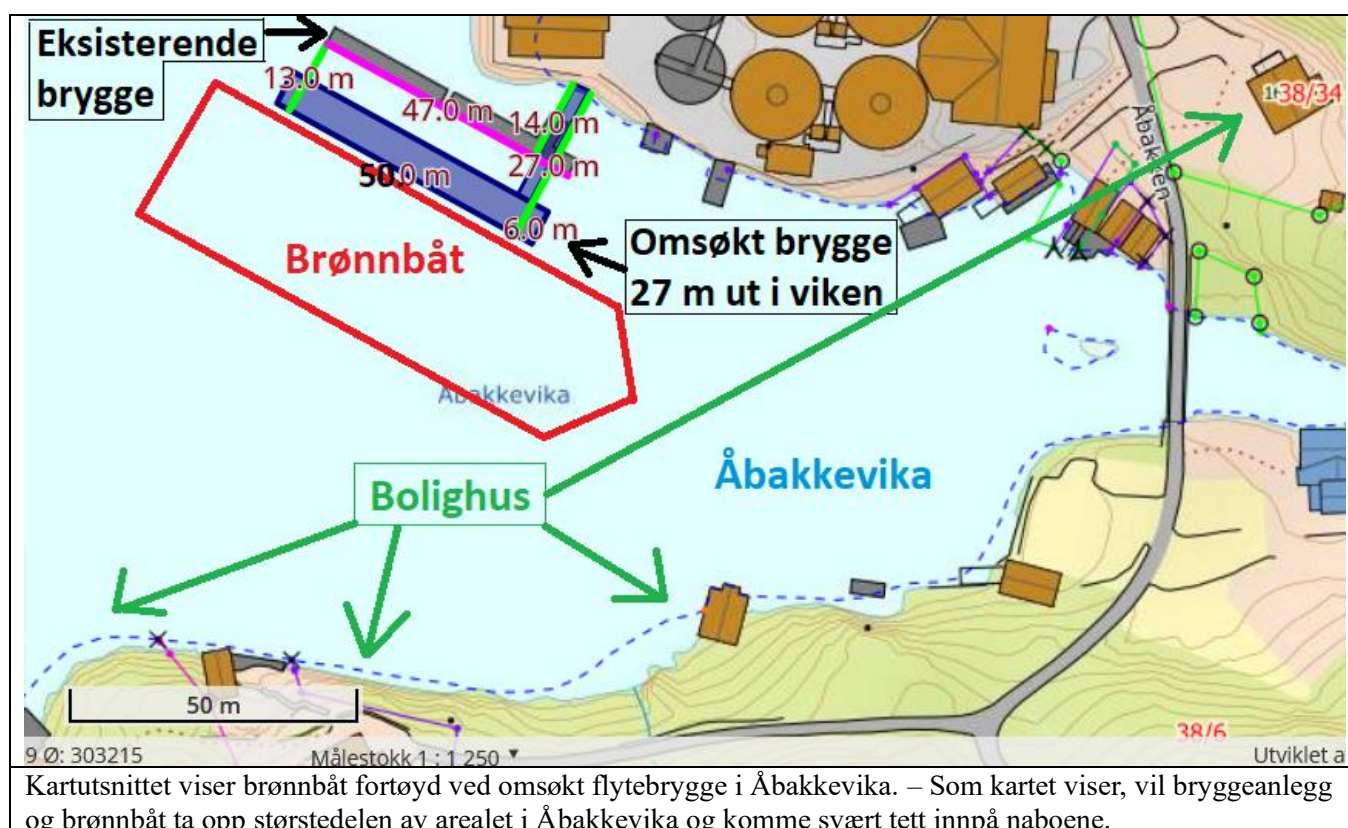 Eksisterende
brygge
13.0 m
47.0 m
14.0 m
27.0 m
50.0 m
6.0 m
Omsøkt brygge
27 m ut i viken
Brønnbåt
Åbakken
38/34
Åbakkevika
Åbakkevika
Bolighus
50 m
38/6
9 Ø: 303215
Målestokk 1 : 1 250
Utviklet a
Kartutsnittet viser brønnbåt fortøyd ved omsøkt flytebrygge i Åbakkevika. – Som kartet viser, vil bryggeanlegg
og brønnbåt ta opp størstedelen av arealet i Åbakkevika og komme svært tett innpå naboene.